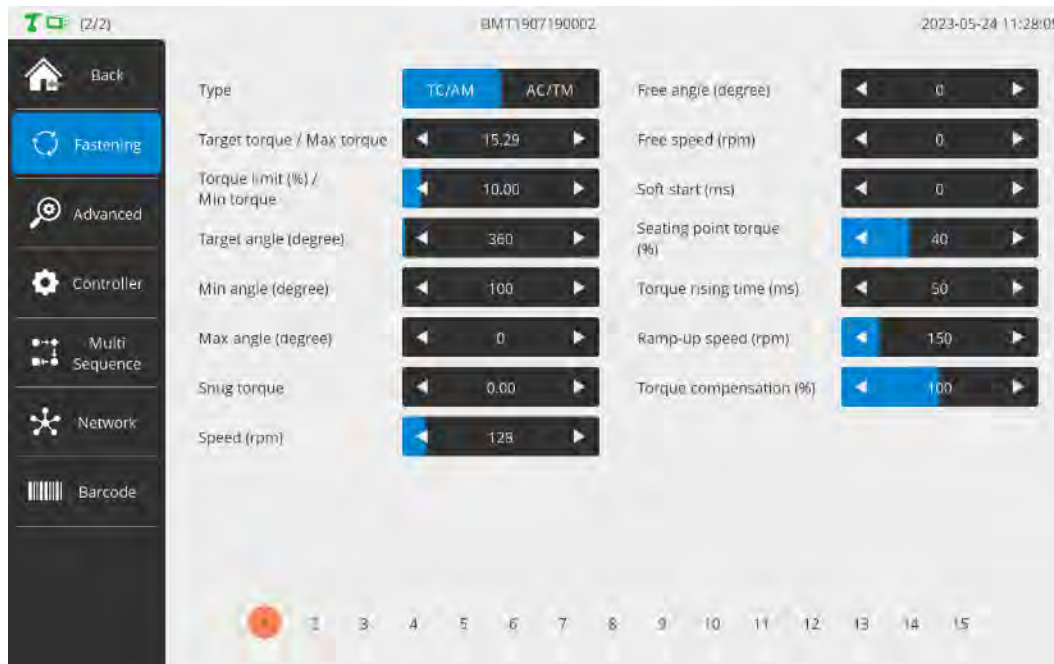 (2/2) BMT1907190002 2023-05-24 11:28:05
Back
Fastening
Advanced
Controller
Multi
Sequence
Network
Barcode
Type TC/AM AC/TM
Target torque / Max torque 15.29
Torque limit (%) /
Min torque 10.00
Target angle (degree) 360
Min angle (degree) 100
Max angle (degree) 0
Snug torque 0.00
Speed (rpm) 128
Free angle (degree) 0
Free speed (rpm) 0
Soft start (ms) 0
Seating point torque
(%) 40
Torque rising time (ms) 50
Ramp-up speed (rpm) 150
Torque compensation (%) 100
1 2 3 4 5 6 7 8 9 10 11 12 13 14 15